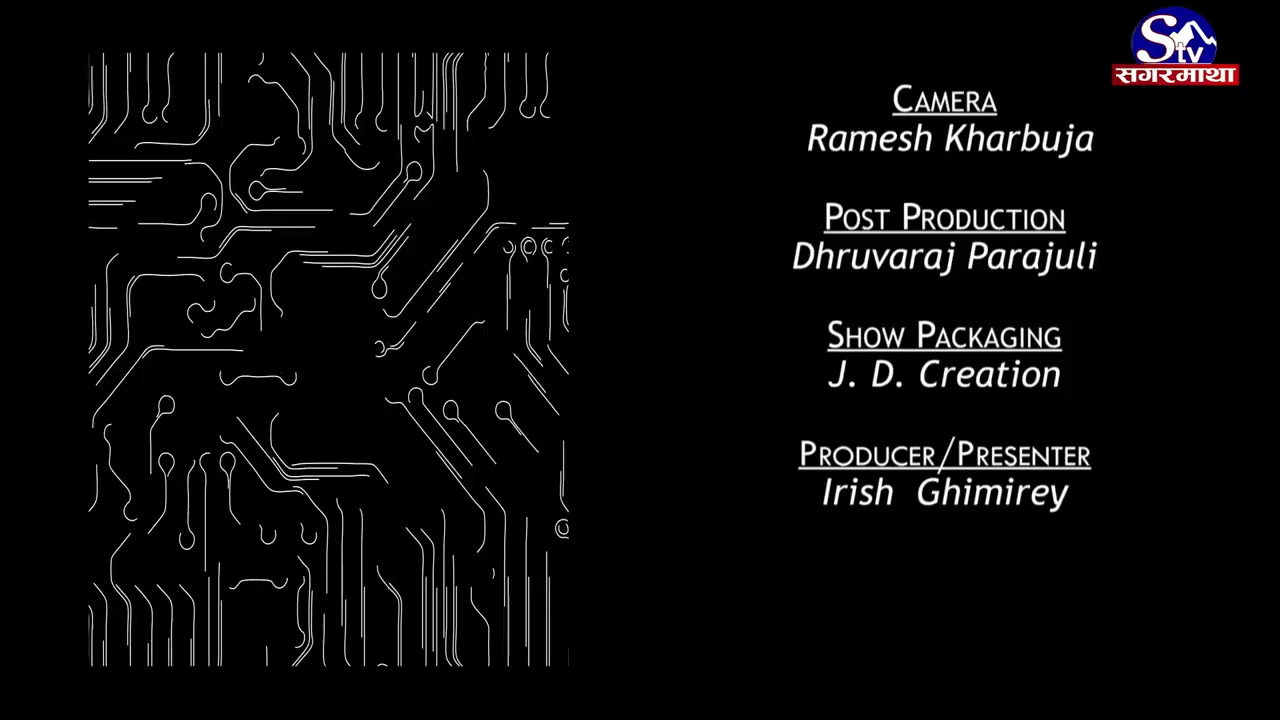 Stv
सगरमाथा
CAMERA
Ramesh Kharbuja
POST PRODUCTION
Dhruvaraj Parajuli
SHOW PACKAGING
J. D. Creation
PRODUCER/PRESENTER
Irish Ghimirey